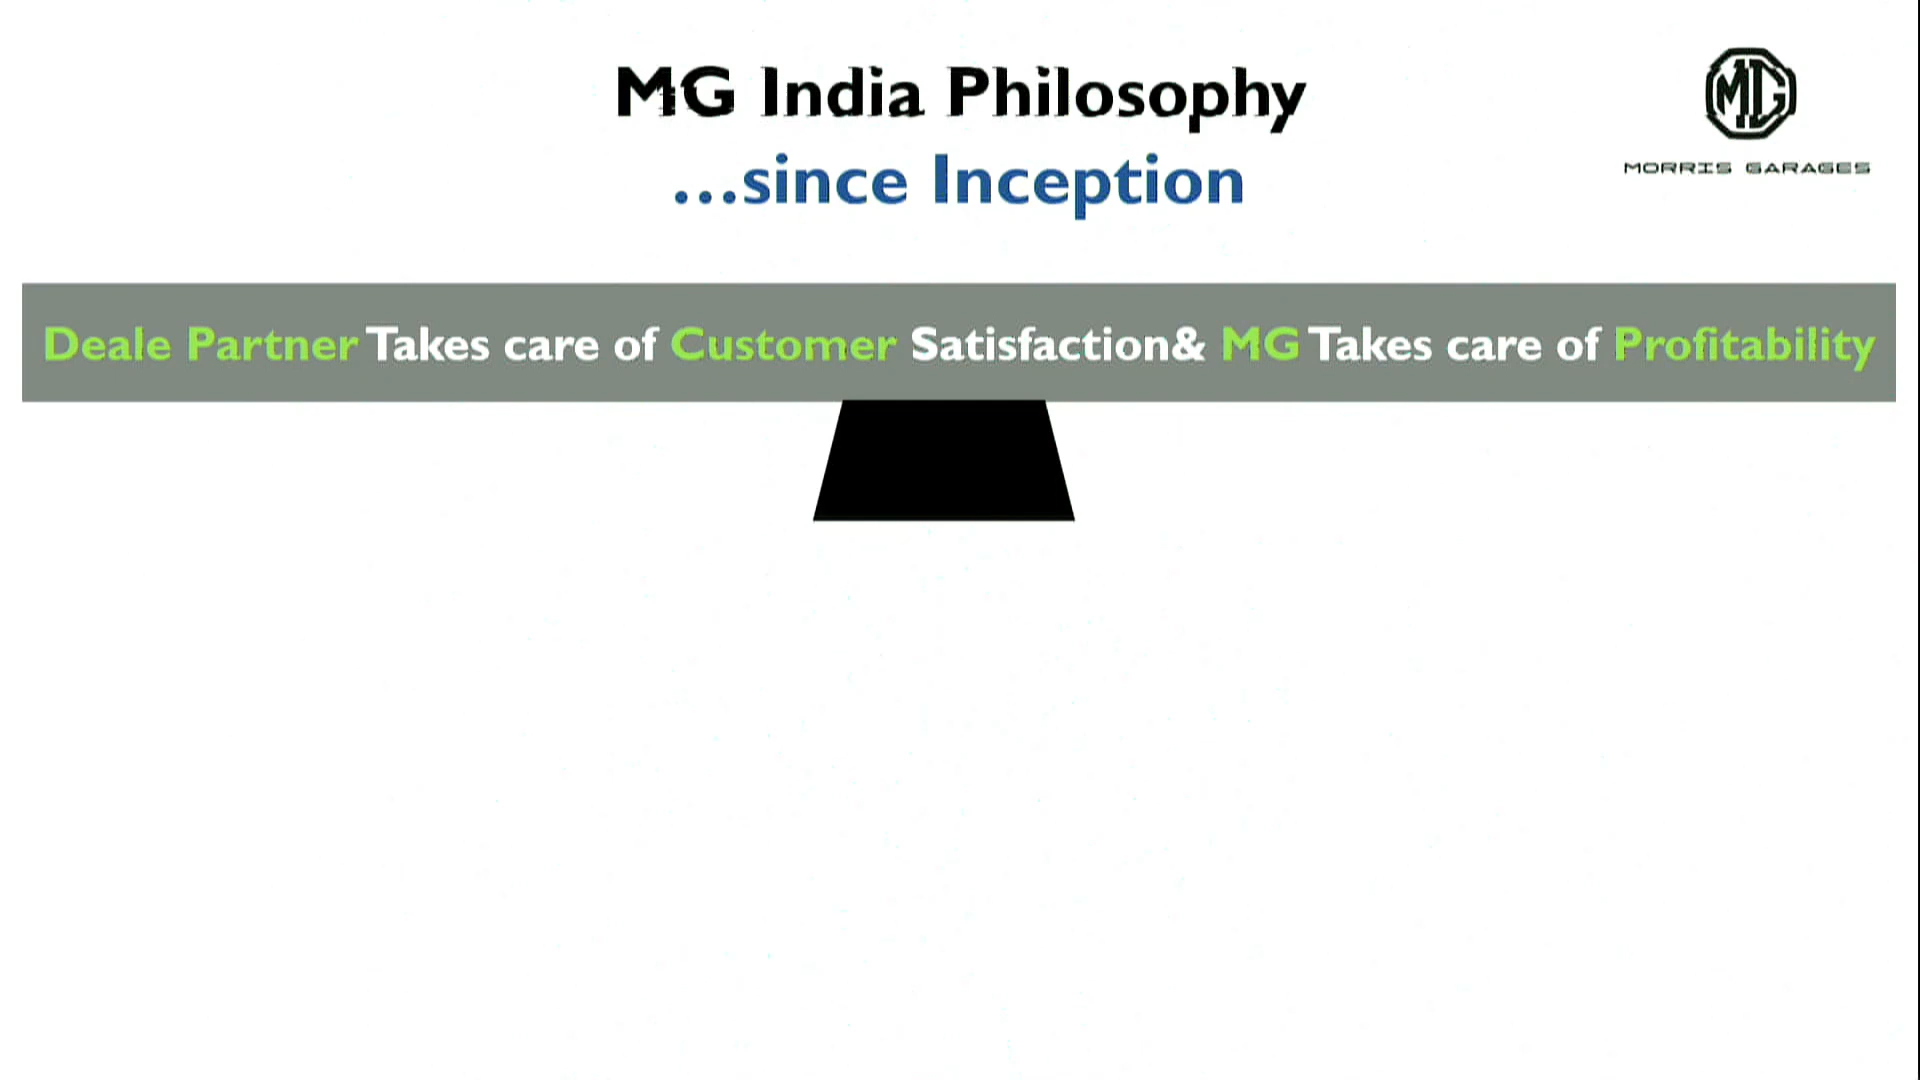 MG India Philosophy
...since Inception
MG
MORRIS GARAGES
Deale Partner Takes care of Customer Satisfaction& MG Takes care of Profitability